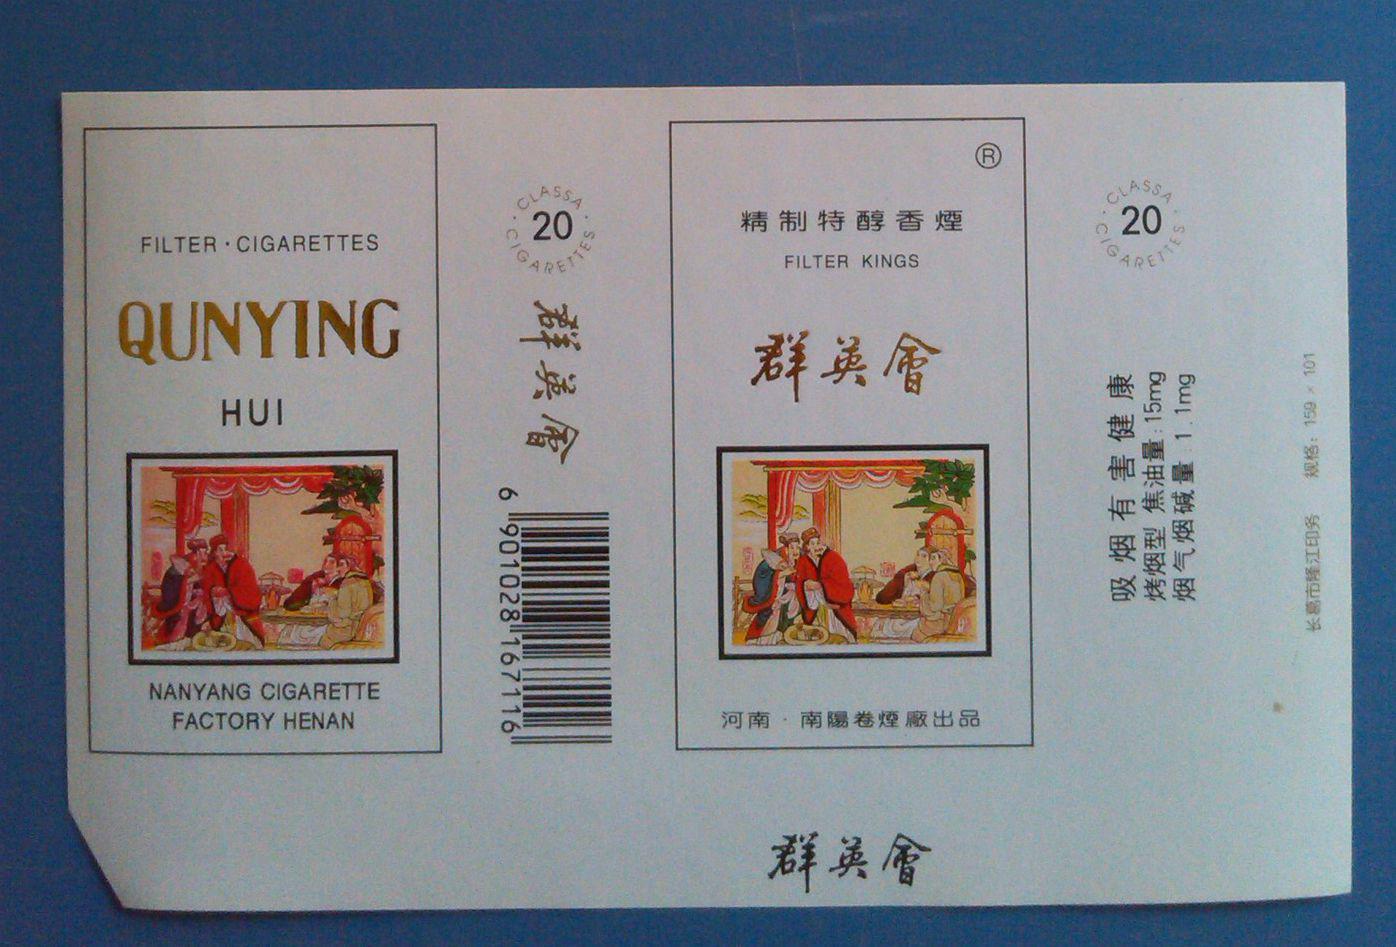 FILTER · CIGARETTES
QUNYING
HUI
NANYANG CIGARETTE
FACTORY HENAN
· CLASSA ·
20
CIGARETTES
群英會
6 901028 167116
®
精制特醇香煙
FILTER KINGS
群英會
河南 · 南陽卷煙廠出品
群英會
· CLASSA ·
20
CIGARETTES
吸烟有害健康
烤烟型 焦油量:15mg
烟气烟碱量:1.1mg
长葛市隆江印务 规格:159×101